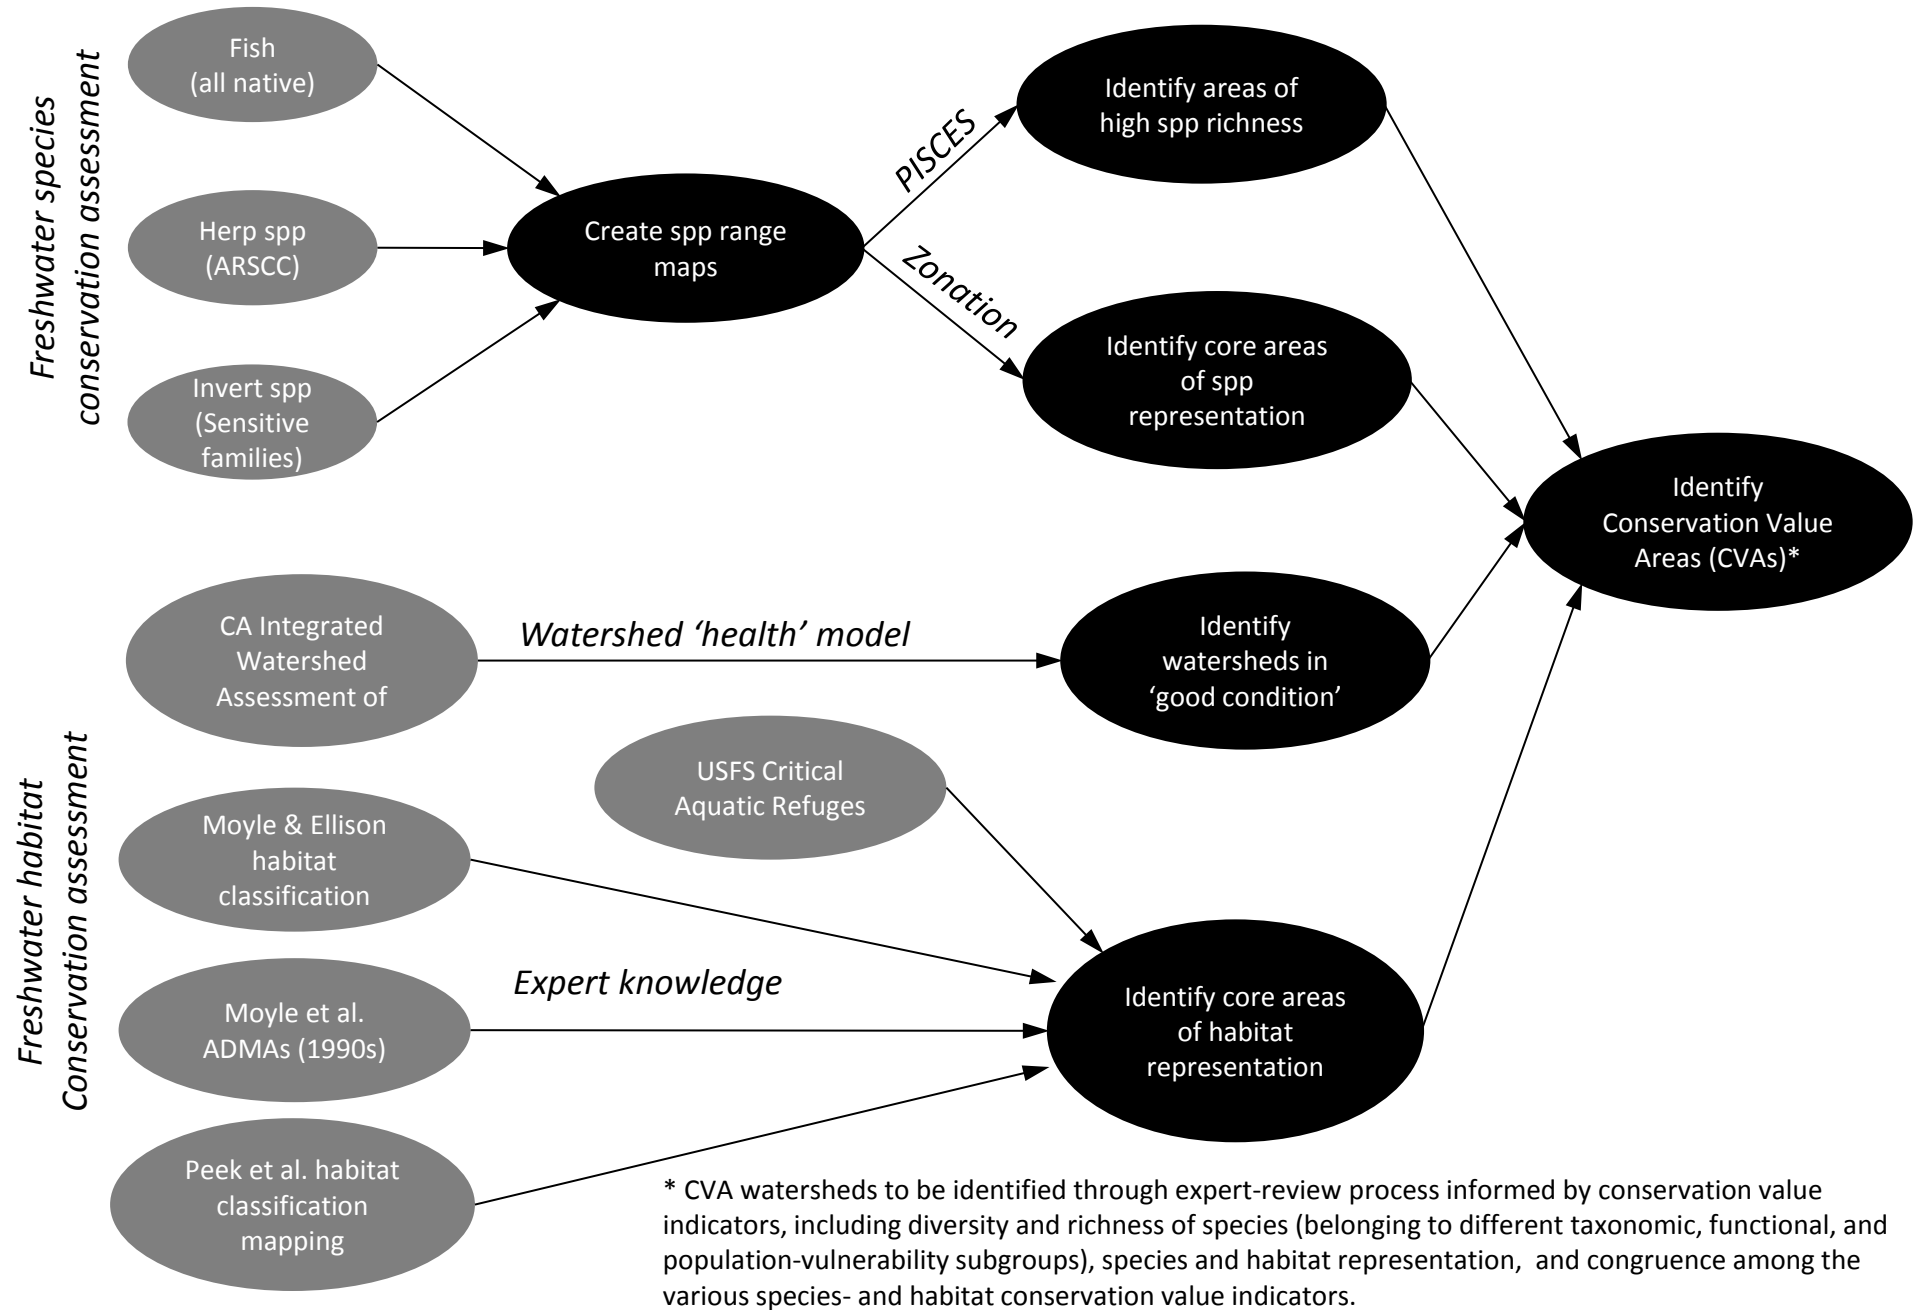 Freshwater species
conservation assessment
Fish
(all native)
Herp spp
(ARSCC)
Invert spp
(Sensitive
families)
Create spp range
maps
PISCES
Zonation
Identify areas of
high spp richness
Identify core areas
of spp
representation
Identify
Conservation Value
Areas (CVAs)*
Freshwater habitat
Conservation assessment
CA Integrated
Watershed
Assessment of
Watershed ‘health’ model
Identify
watersheds in
‘good condition’
USFS Critical
Aquatic Refuges
Moyle & Ellison
habitat
classification
Moyle et al.
ADMAs (1990s)
Expert knowledge
Peek et al. habitat
classification
mapping
Identify core areas
of habitat
representation
* CVA watersheds to be identified through expert-review process informed by conservation value
indicators, including diversity and richness of species (belonging to different taxonomic, functional, and
population-vulnerability subgroups), species and habitat representation,  and congruence among the
various species- and habitat conservation value indicators.